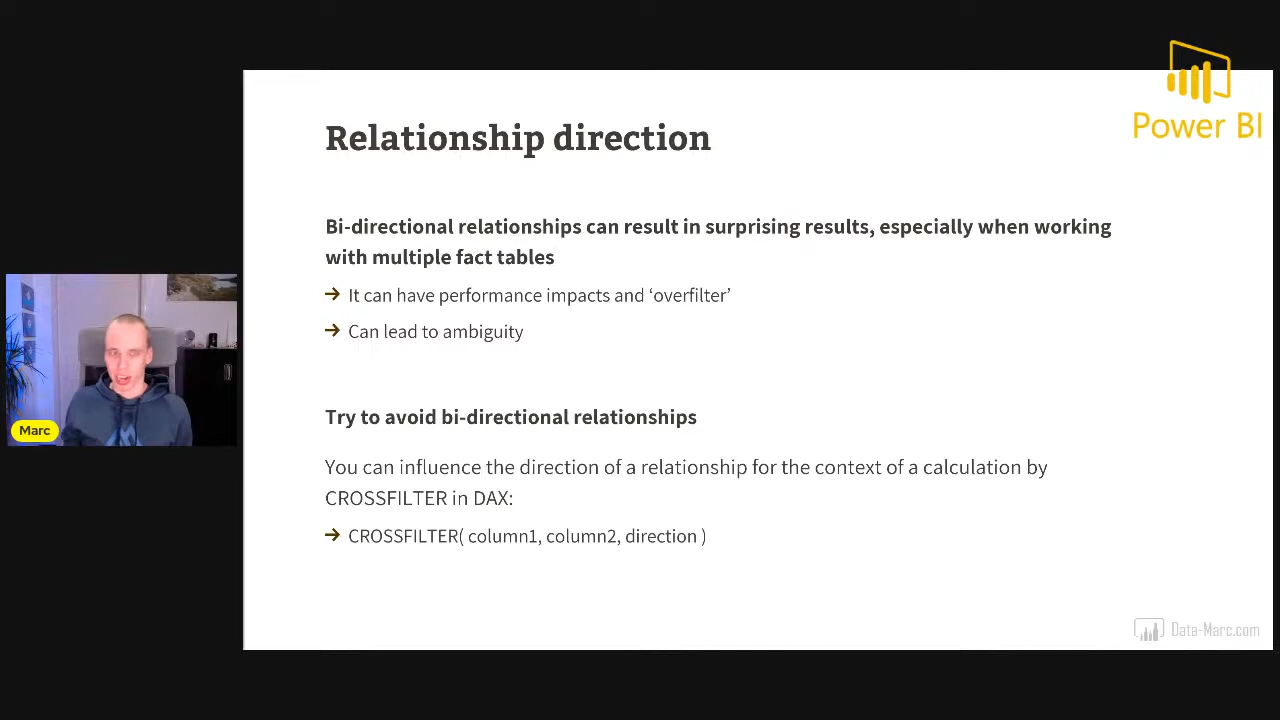 Power BI
Relationship direction
Bi-directional relationships can result in surprising results, especially when working
with multiple fact tables
→ It can have performance impacts and ‘overfilter’
→ Can lead to ambiguity
Marc
Try to avoid bi-directional relationships
You can influence the direction of a relationship for the context of a calculation by
CROSSFILTER in DAX:
→ CROSSFILTER( column1, column2, direction )
Data-Marc.com